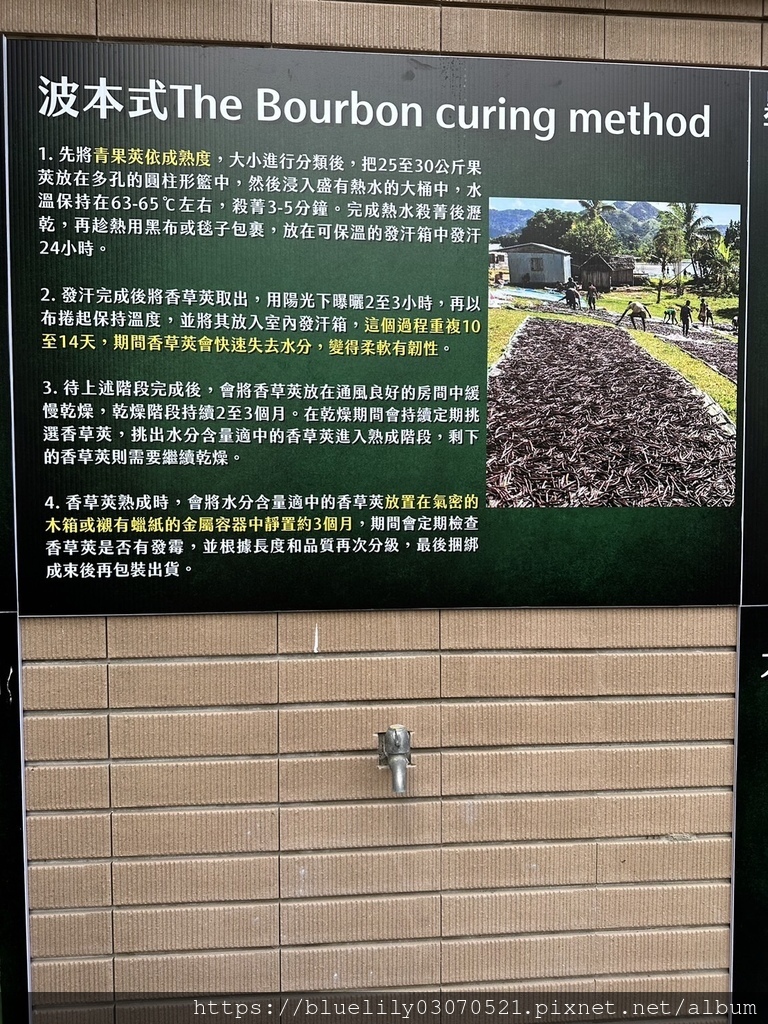 波本式The Bourbon curing method
1. 先將青果莢依成熟度，大小進行分類後，把25至30公斤果
莢放在多孔的圓柱形籃中，然後浸入盛有熱水的大桶中，水
溫保持在63-65℃左右，殺菁3-5分鐘。完成熱水殺菁後瀝
乾，再趁熱用黑布或毯子包裹，放在可保溫的發汗箱中發汗
24小時。
2. 發汗完成後將香草莢取出，用陽光下曝曬2至3小時，再以
布捲起保持溫度，並將其放入室內發汗箱，這個過程重複10
至14天，期間香草莢會快速失去水分，變得柔軟有韌性。
3. 待上述階段完成後，會將香草莢放在通風良好的房間中緩
慢乾燥，乾燥階段持續2至3個月。在乾燥期間會持續定期挑
選香草莢，挑出水分含量適中的香草莢進入熟成階段，剩下
的香草莢則需要繼續乾燥。
4. 香草莢熟成時，會將水分含量適中的香草莢放置在氣密的
木箱或襯有蠟紙的金屬容器中靜置約3個月，期間會定期檢查
香草莢是否有發霉，並根據長度和品質再次分級，最後捆綁
成束後再包裝出貨。
https://bluelily03070521.pixnet.net/album